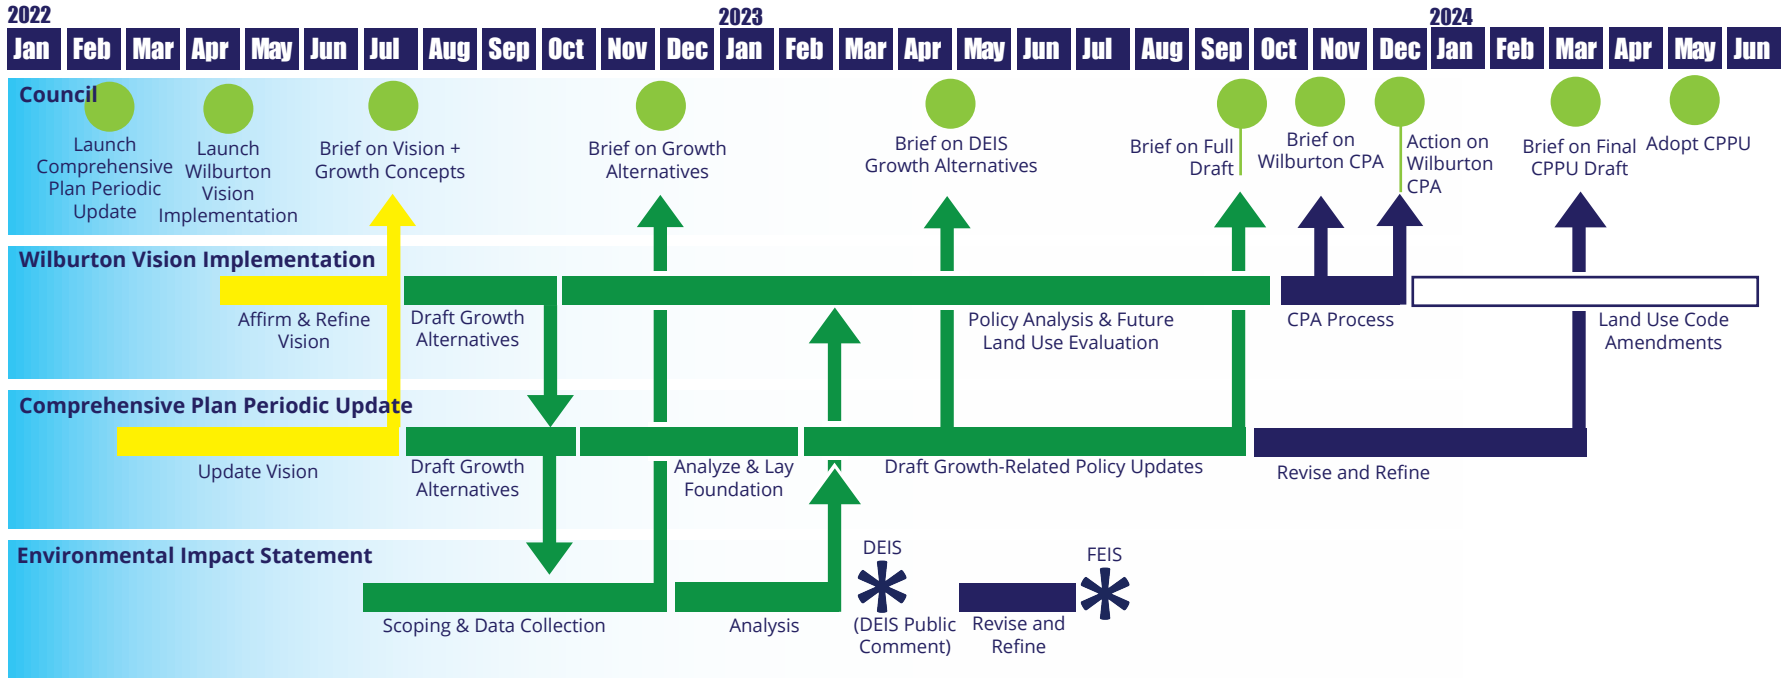 2022
2023
2024
Jan Feb Mar Apr May Jun Jul Aug Sep Oct Nov Dec Jan Feb Mar Apr May Jun Jul Aug Sep Oct Nov Dec Jan Feb Mar Apr May Jun
Council
Launch
Comprehensive
Plan Periodic
Update
Launch
Wilburton
Vision
Implementation
Brief on Vision +
Growth Concepts
Brief on Growth
Alternatives
Brief on DEIS
Growth Alternatives
Brief on Full
Draft
Brief on
Wilburton CPA
Action on
Wilburton
CPA
Brief on Final
CPPU Draft
Adopt CPPU
Wilburton Vision Implementation
Affirm & Refine
Vision
Draft Growth
Alternatives
Policy Analysis & Future
Land Use Evaluation
CPA Process
Land Use Code
Amendments
Comprehensive Plan Periodic Update
Update Vision
Draft Growth
Alternatives
Analyze & Lay
Foundation
Draft Growth-Related Policy Updates
Revise and Refine
Environmental Impact Statement
Scoping & Data Collection
Analysis
DEIS
(DEIS Public
Comment)
Revise and
Refine
FEIS